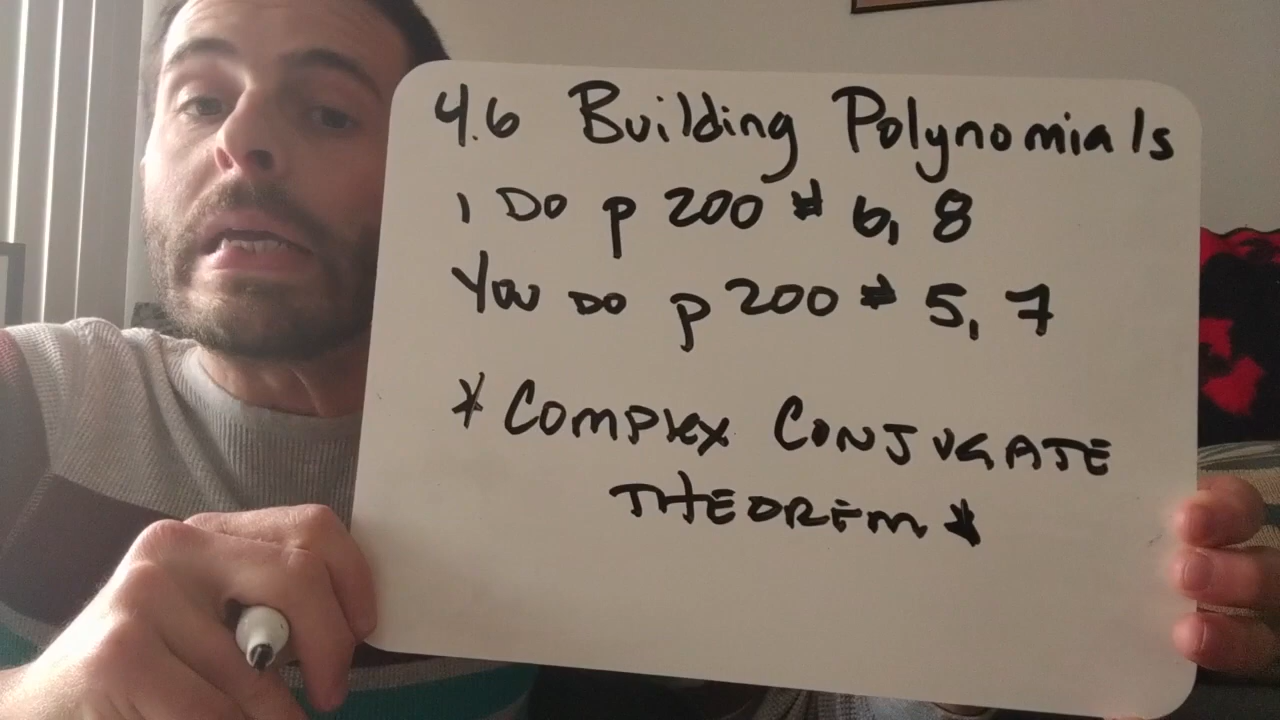 4.6 Building Polynomials
I DO p 200 # 6, 8
You DO p 200 # 5, 7
* COMPLEX CONJUGATE
THEOREM *